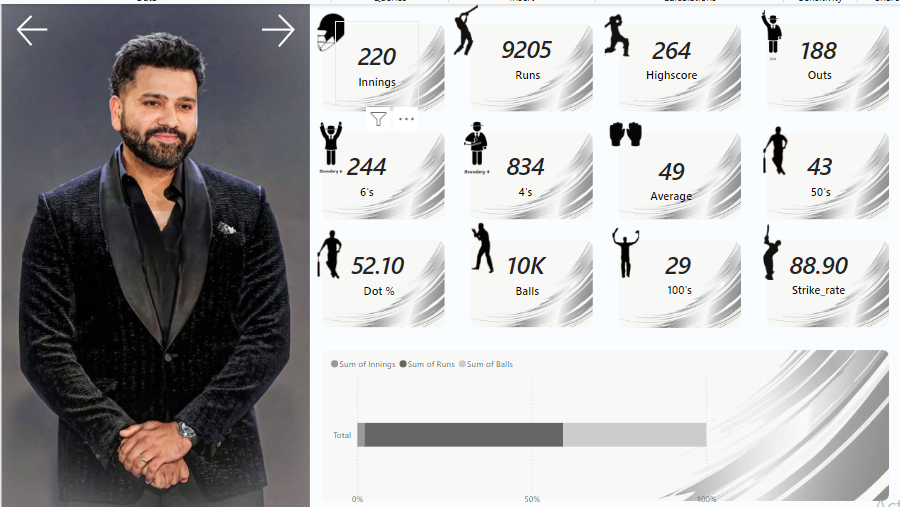 220
Innings
9205
Runs
264
Highscore
188
Outs
244
6's
834
4's
49
Average
43
50's
52.10
Dot %
10K
Balls
29
100's
88.90
Strike_rate
Sum of Innings Sum of Runs Sum of Balls
Total
0% 50% 100%